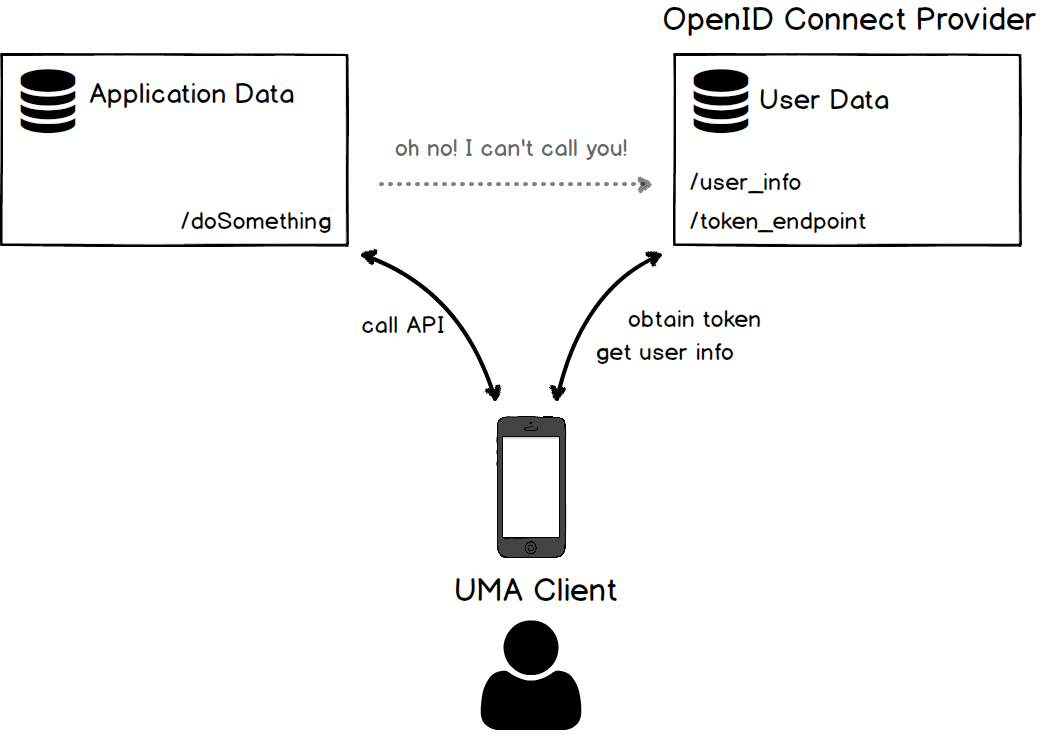 OpenID Connect Provider
Application Data
User Data
oh no! I can't call you!
/user_info
/doSomething
/token_endpoint
call API
obtain token
get user info
UMA Client